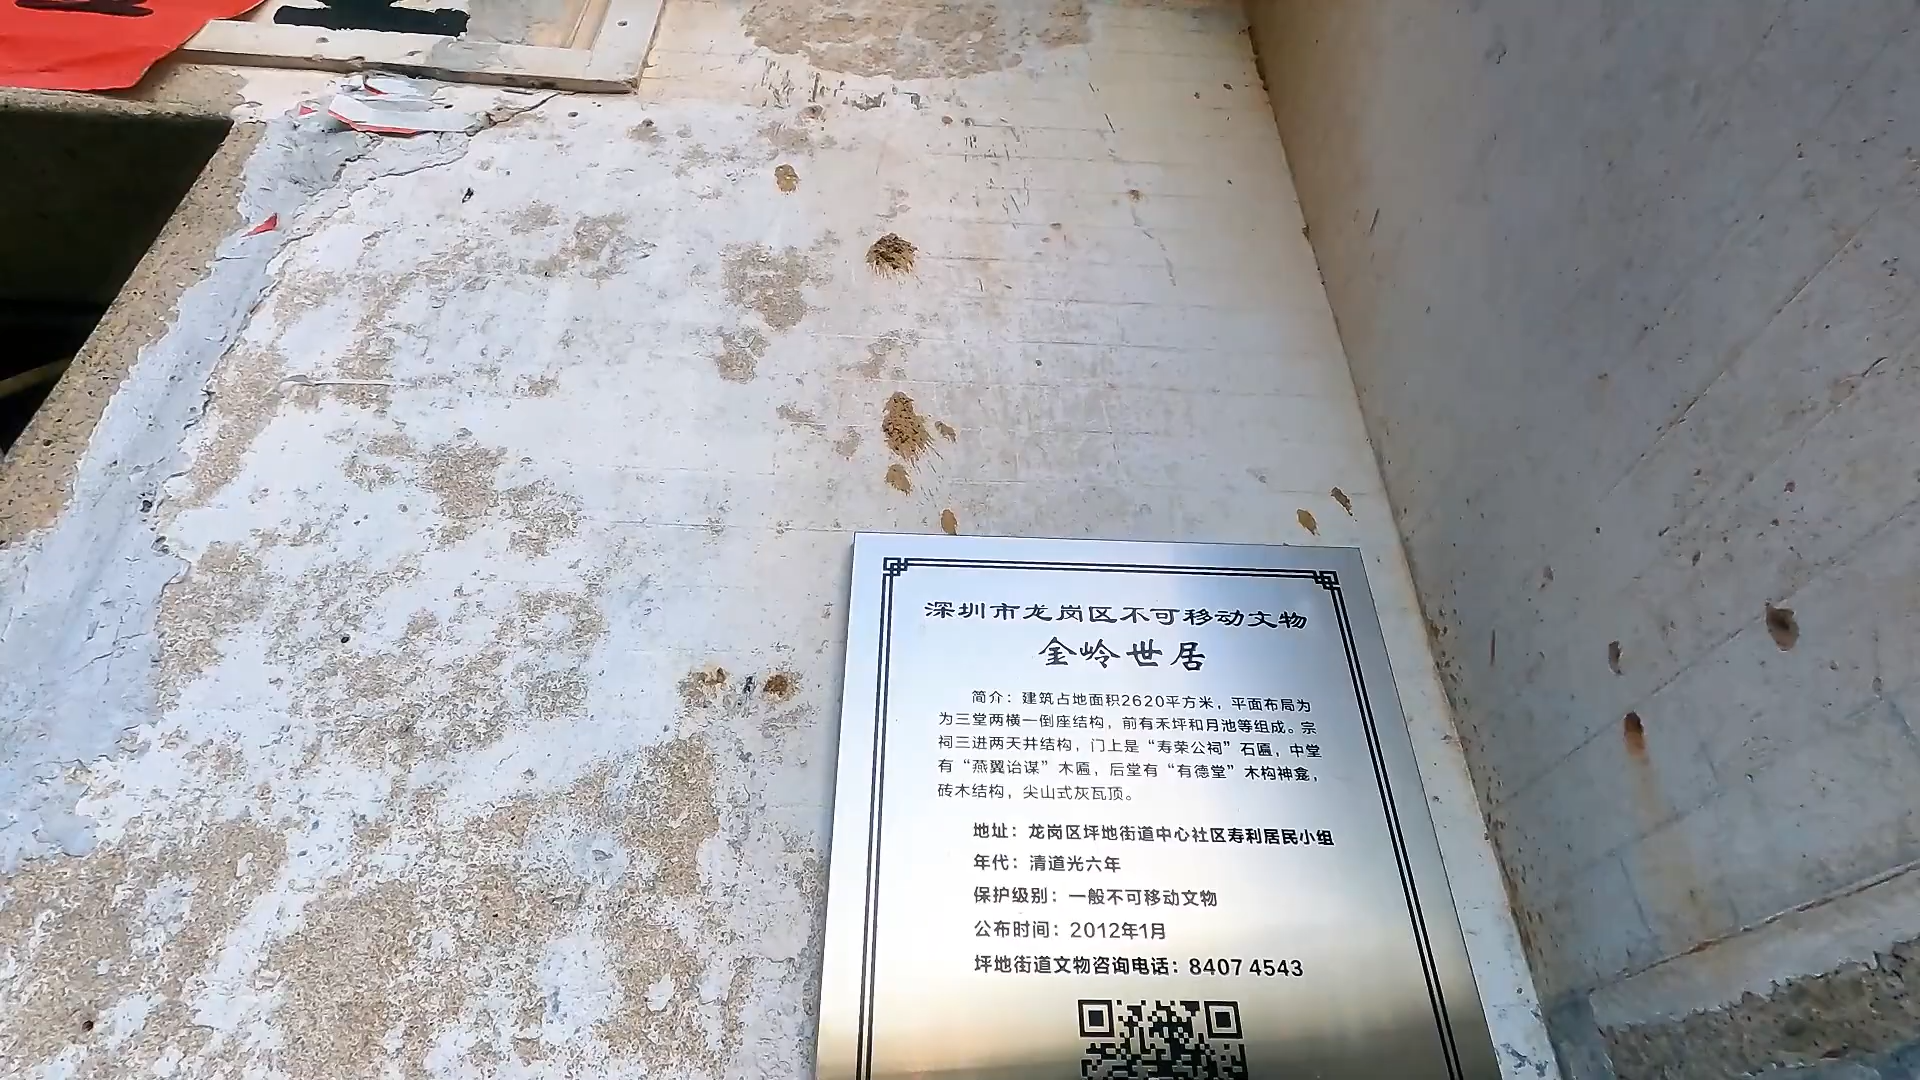 深圳市龙岗区不可移动文物
金岭世居
简介：建筑占地面积2620平方米，平面布局为
为三堂两横一倒座结构，前有禾坪和月池等组成。宗
祠三进两天井结构，门上是“寿荣公祠”石匾，中堂
有“燕翼诒谋”木匾，后堂有“有德堂”木构神龛，
砖木结构，尖山式灰瓦顶。
地址：龙岗区坪地街道中心社区寿利居民小组
年代：清道光六年
保护级别：一般不可移动文物
公布时间：2012年1月
坪地街道文物咨询电话：8407 4543